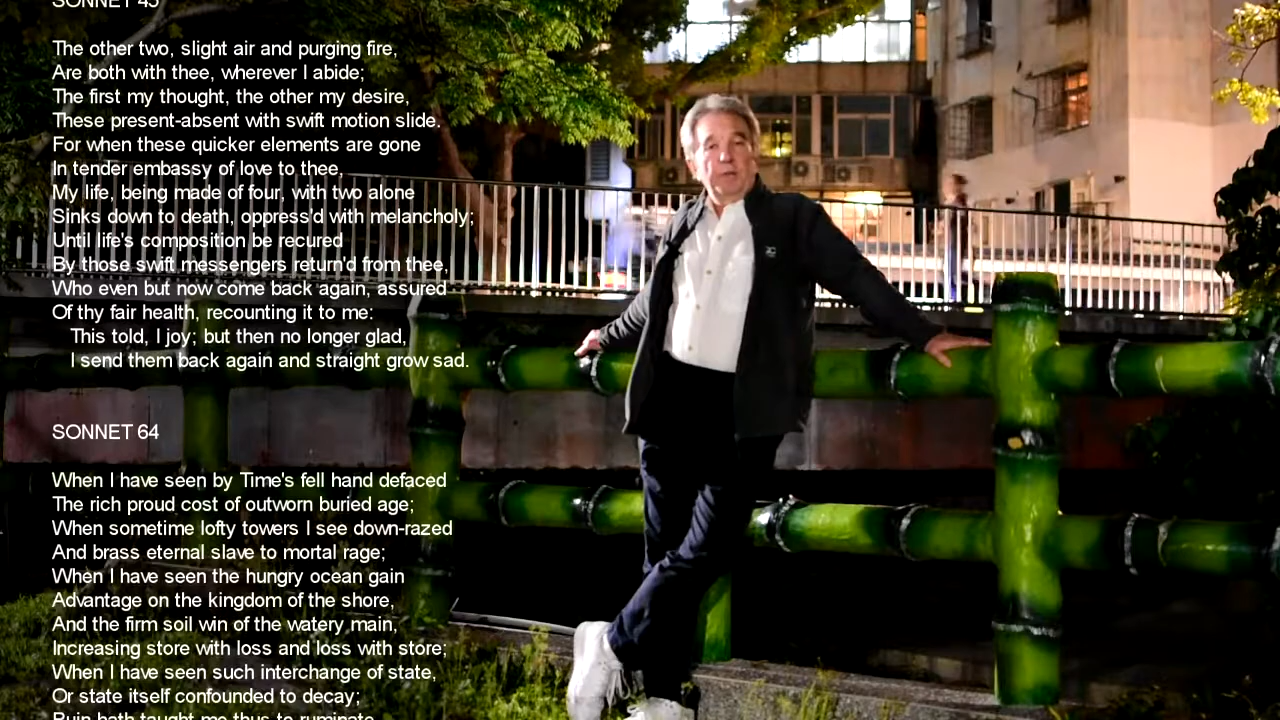 SONNET 45
The other two, slight air and purging fire,
Are both with thee, wherever I abide;
The first my thought, the other my desire,
These present-absent with swift motion slide.
For when these quicker elements are gone
In tender embassy of love to thee,
My life, being made of four, with two alone
Sinks down to death, oppress'd with melancholy;
Until life's composition be recured
By those swift messengers return'd from thee,
Who even but now come back again, assured
Of thy fair health, recounting it to me:
This told, I joy; but then no longer glad,
I send them back again and straight grow sad.
SONNET 64
When I have seen by Time's fell hand defaced
The rich proud cost of outworn buried age;
When sometime lofty towers I see down-razed
And brass eternal slave to mortal rage;
When I have seen the hungry ocean gain
Advantage on the kingdom of the shore,
And the firm soil win of the watery main,
Increasing store with loss and loss with store;
When I have seen such interchange of state,
Or state itself confounded to decay;
Ruin hath taught me thus to ruminate